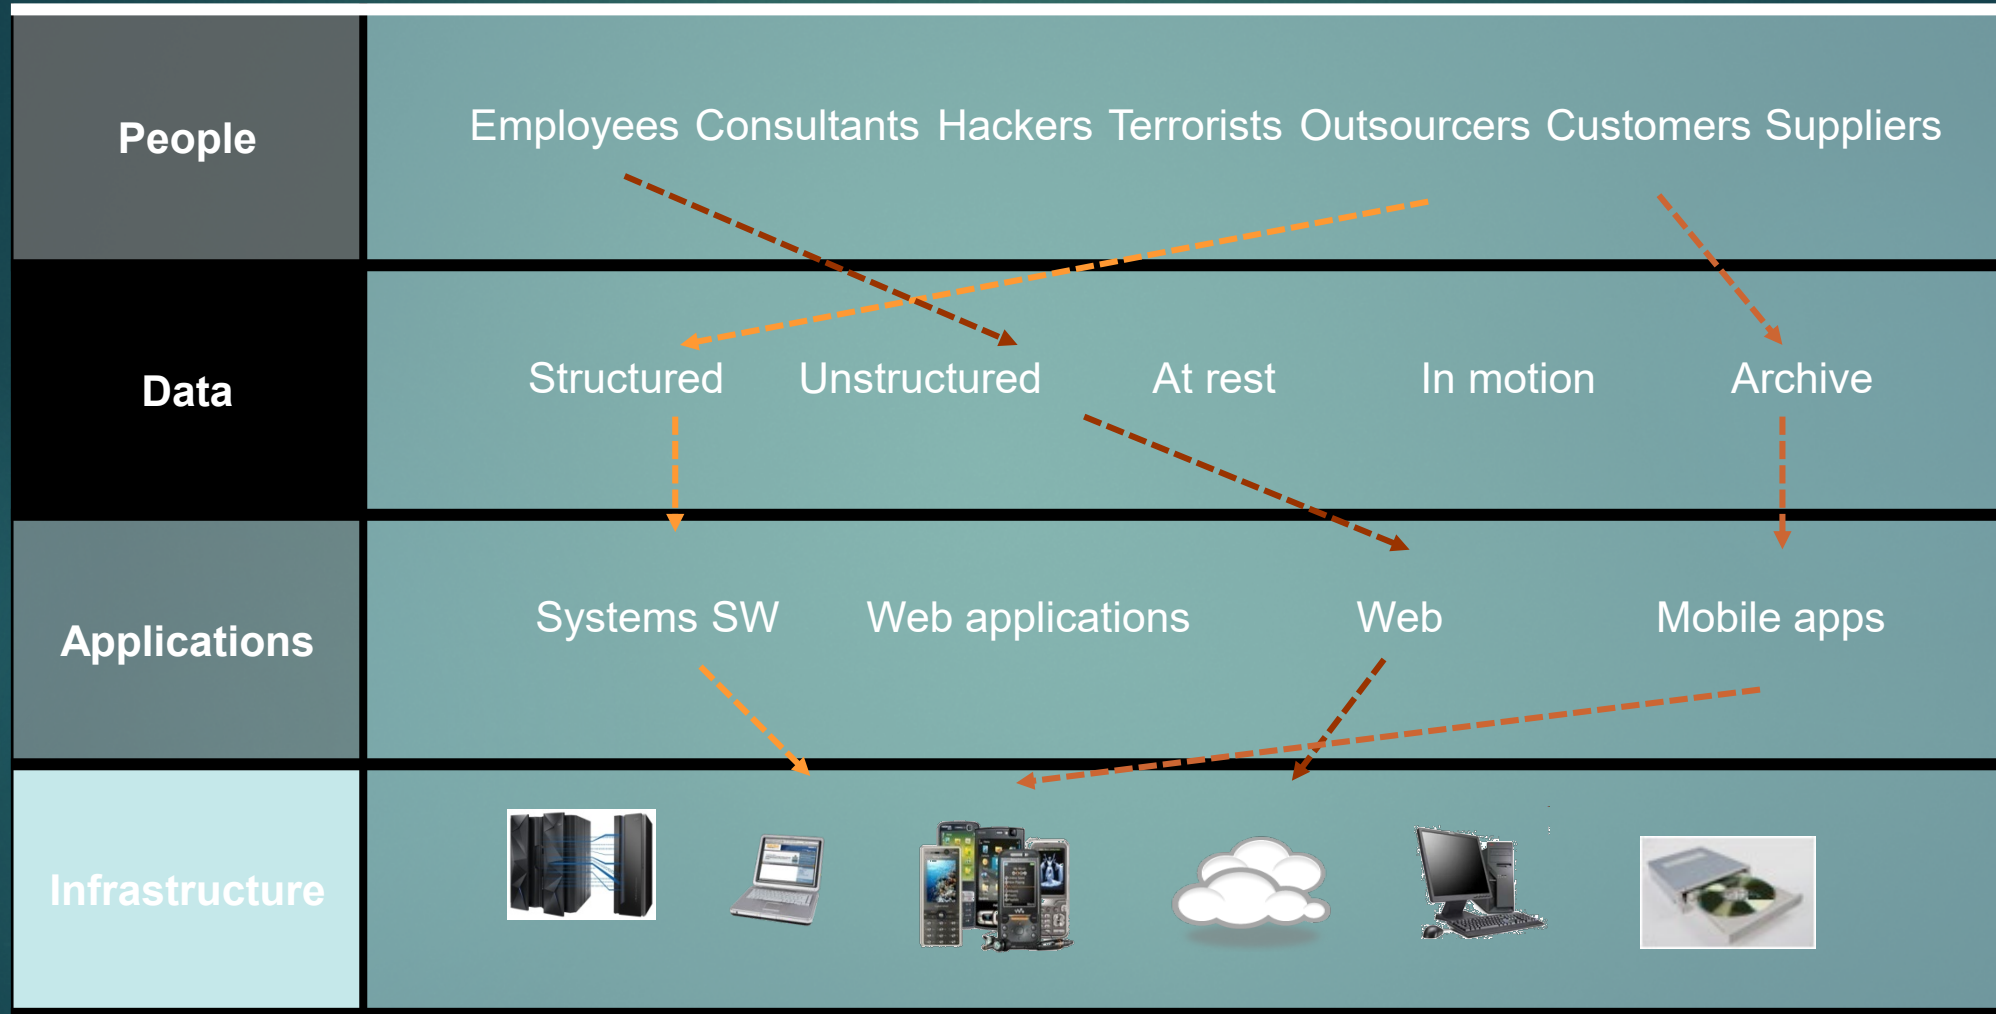 People
Employees Consultants Hackers Terrorists Outsourcers Customers Suppliers
Data
Structured Unstructured At rest In motion Archive
Applications
Systems SW Web applications Web Mobile apps
Infrastructure